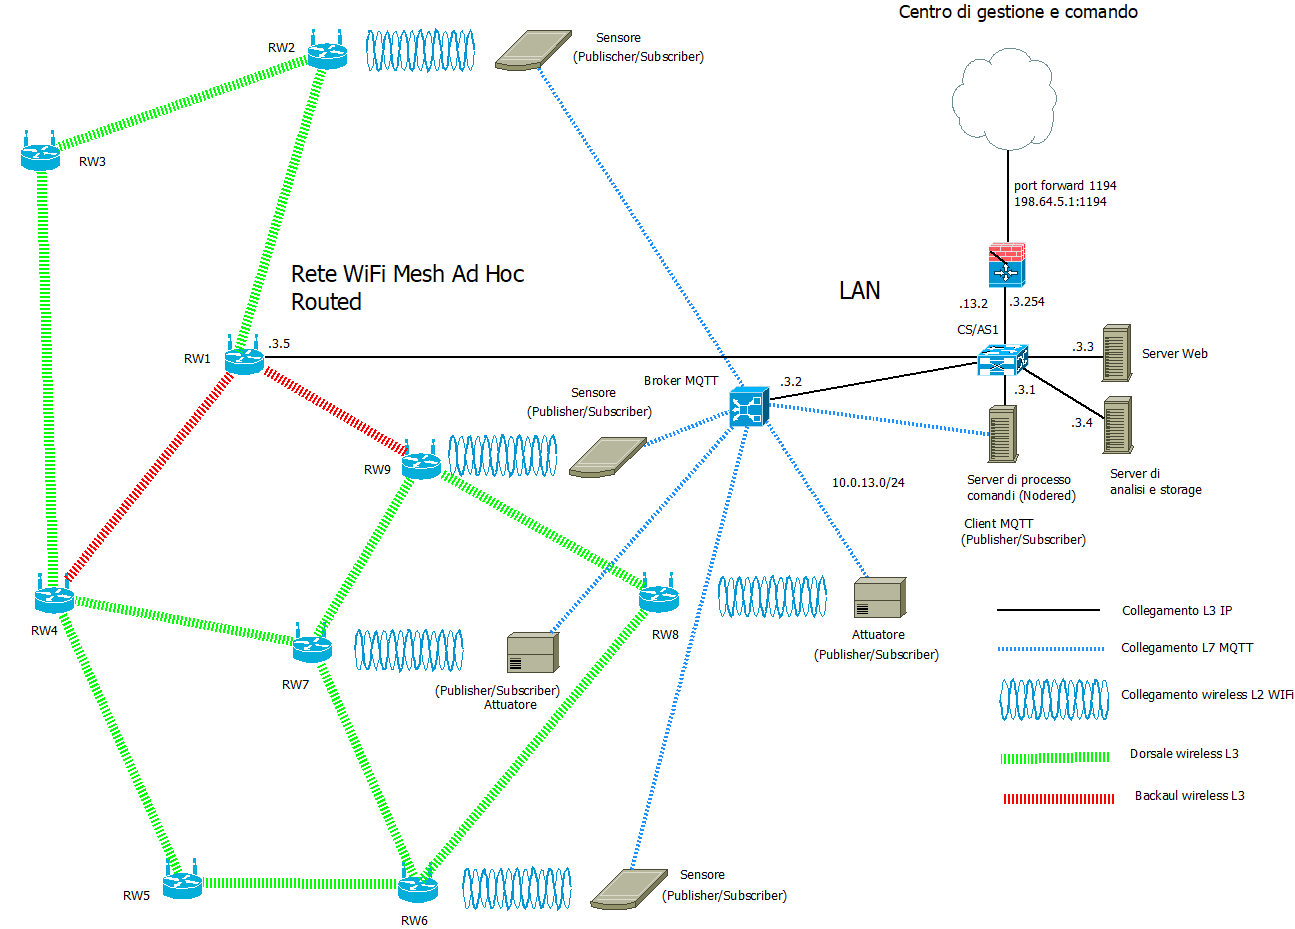 Centro di gestione e comando
RW2
Sensore
(Publischer/Subscriber)
RW3
port forward 1194
198.64.5.1:1194
Rete WiFi Mesh Ad Hoc
Routed
LAN
.13.2
.3.254
CS/AS1
RW1
.3.5
.3.3
Server Web
Broker MQTT
.3.2
Sensore
(Publisher/Subscriber)
.3.1
.3.4
RW9
10.0.13.0/24
Server di processo
comandi (Nodered)
Server di
analisi e storage
Client MQTT
(Publisher/Subscriber)
RW4
RW8
Attuatore
(Publisher/Subscriber)
RW7
(Publisher/Subscriber)
Attuatore
Collegamento L3 IP
Collegamento L7 MQTT
Collegamento wireless L2 WIFi
Dorsale wireless L3
Backaul wireless L3
RW5
RW6
Sensore
(Publisher/Subscriber)